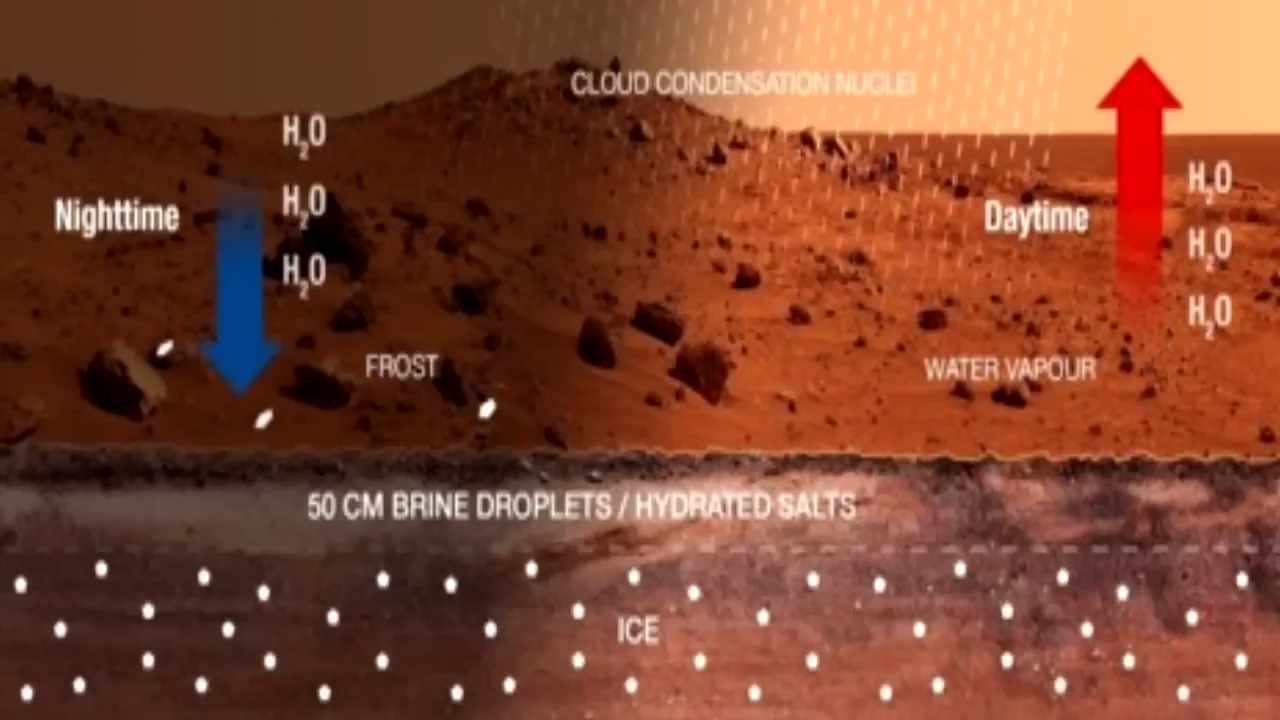 CLOUD CONDENSATION NUCLEI
H₂O
H₂O
H₂O
Nighttime
FROST
Daytime
H₂O
H₂O
H₂O
WATER VAPOUR
50 CM BRINE DROPLETS / HYDRATED SALTS
ICE